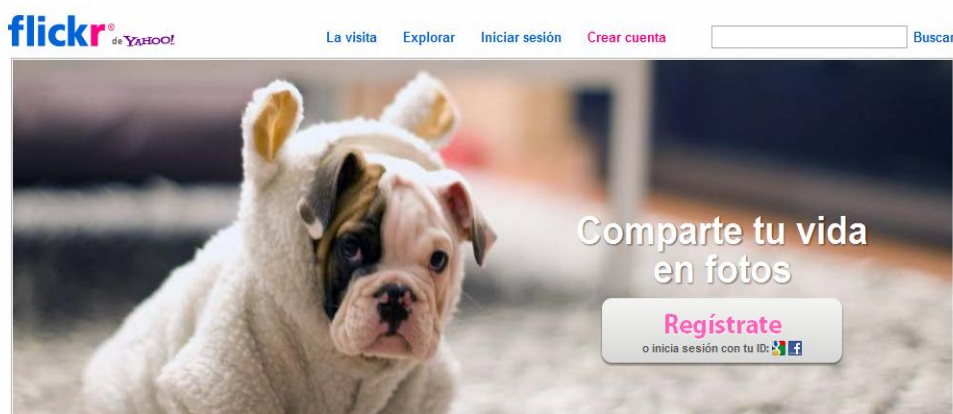 flickr® de YAHOO!
La visita Explorar Iniciar sesión Crear cuenta Buscar
Comparte tu vida
en fotos
Regístrate
o inicia sesión con tu ID: